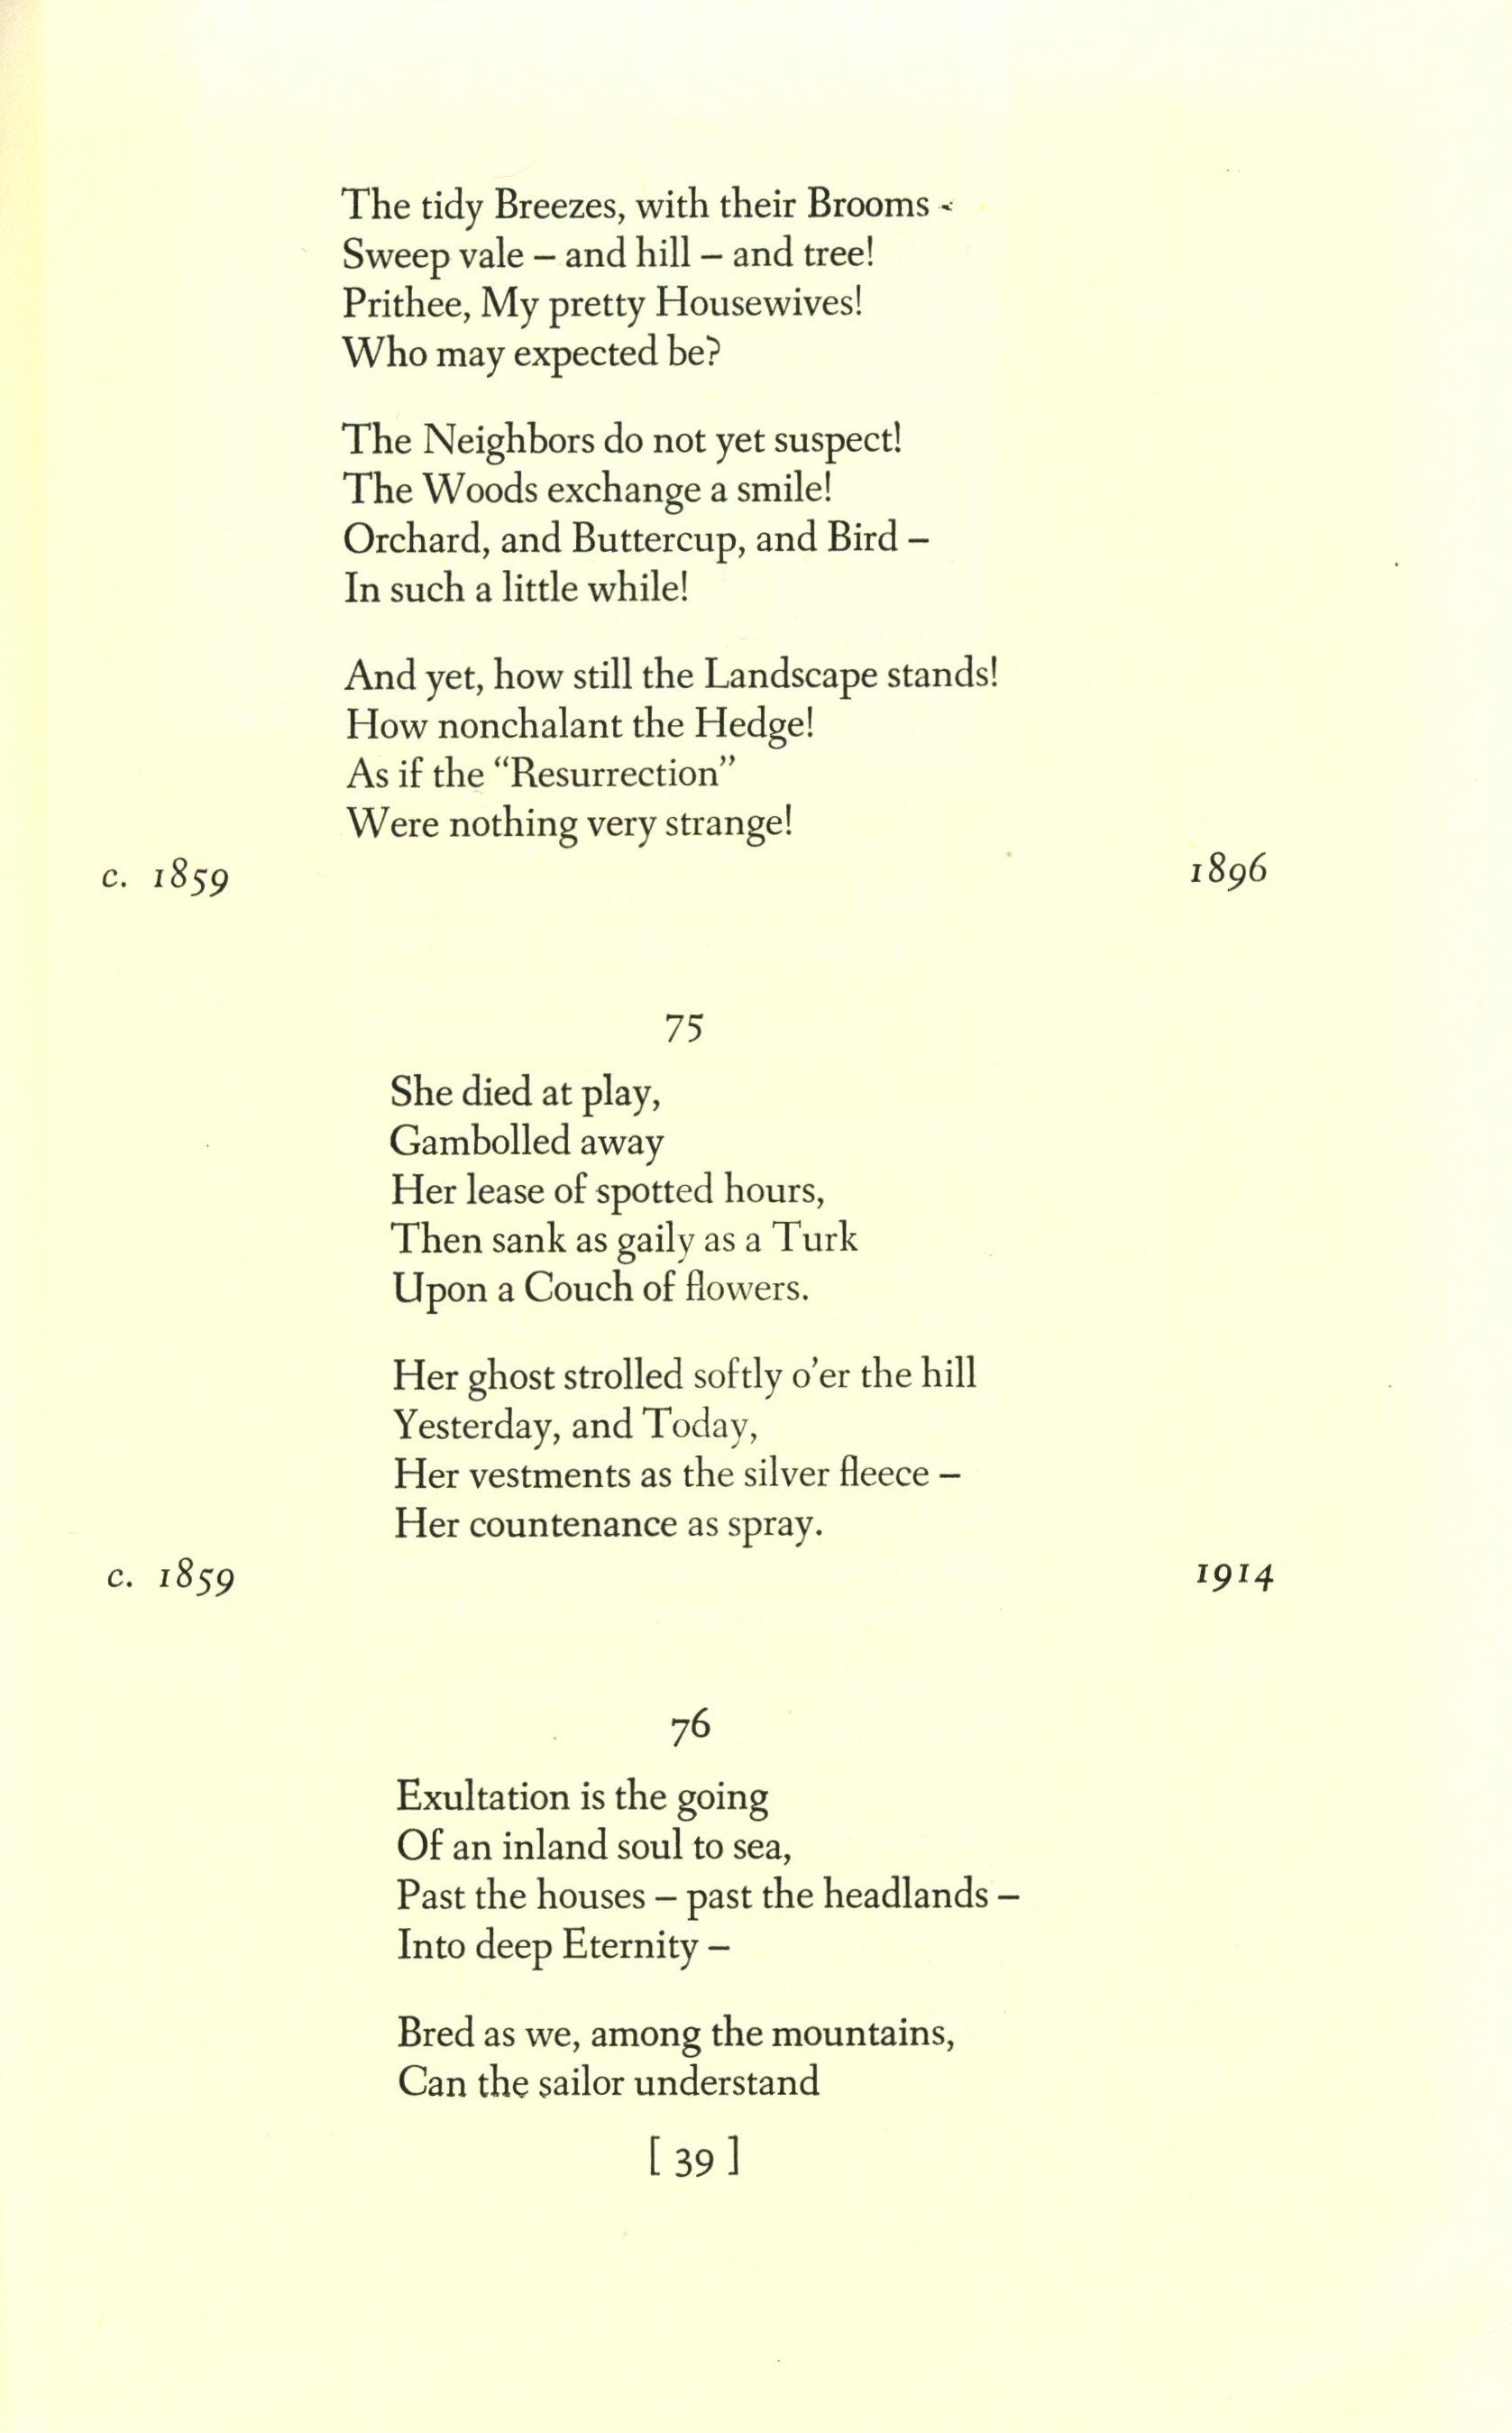 The tidy Breezes, with their Brooms –
Sweep vale – and hill – and tree!
Prithee, My pretty Housewives!
Who may expected be?
The Neighbors do not yet suspect!
The Woods exchange a smile!
Orchard, and Buttercup, and Bird –
In such a little while!
And yet, how still the Landscape stands!
How nonchalant the Hedge!
As if the “Resurrection”
Were nothing very strange!
c. 1859 1896
75
She died at play,
Gambolled away
Her lease of spotted hours,
Then sank as gaily as a Turk
Upon a Couch of flowers.
Her ghost strolled softly o’er the hill
Yesterday, and Today,
Her vestments as the silver fleece –
Her countenance as spray.
c. 1859 1914
76
Exultation is the going
Of an inland soul to sea,
Past the houses – past the headlands –
Into deep Eternity –
Bred as we, among the mountains,
Can the sailor understand
[ 39 ]